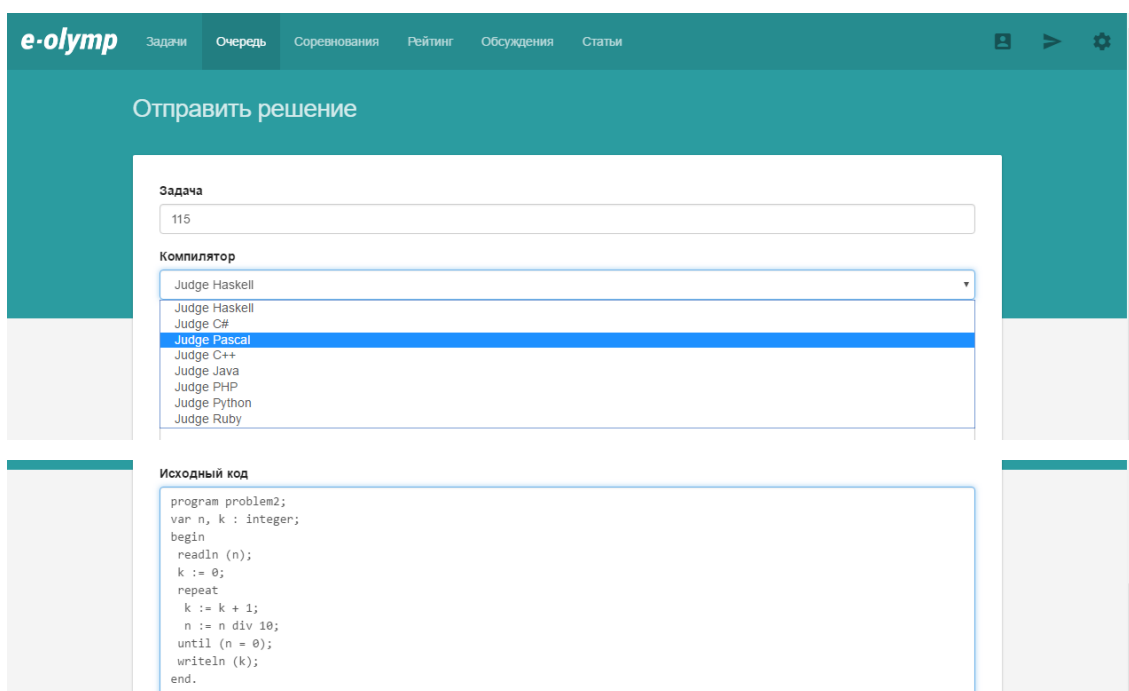 e-olymp Задачи Очередь Соревнования Рейтинг Обсуждения Статьи
Отправить решение
Задача
115
Компилятор
Judge Haskell
Judge Haskell
Judge C#
Judge Pascal
Judge C++
Judge Java
Judge PHP
Judge Python
Judge Ruby
Исходный код
program problem2;
var n, k : integer;
begin
readln (n);
k := 0;
repeat
k := k + 1;
n := n div 10;
until (n = 0);
writeln (k);
end.